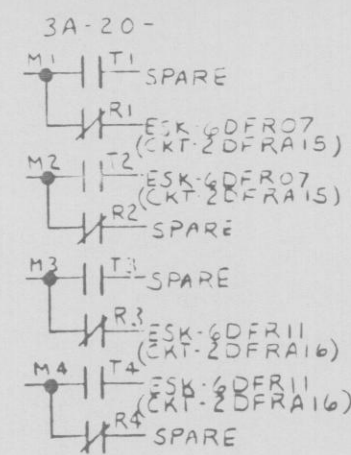 3A-20-
M1 T1 SPARE
R1 ESK-6DFR07
(CKT-2DFRA15)
M2 T2 ESK-6DFR07
(CKT-2DFRA15)
R2 SPARE
M3 T3 SPARE
R3 ESK-6DFR11
(CKT-2DFRA16)
M4 T4 ESK-6DFR11
(CKT-2DFRA16)
R4 SPARE